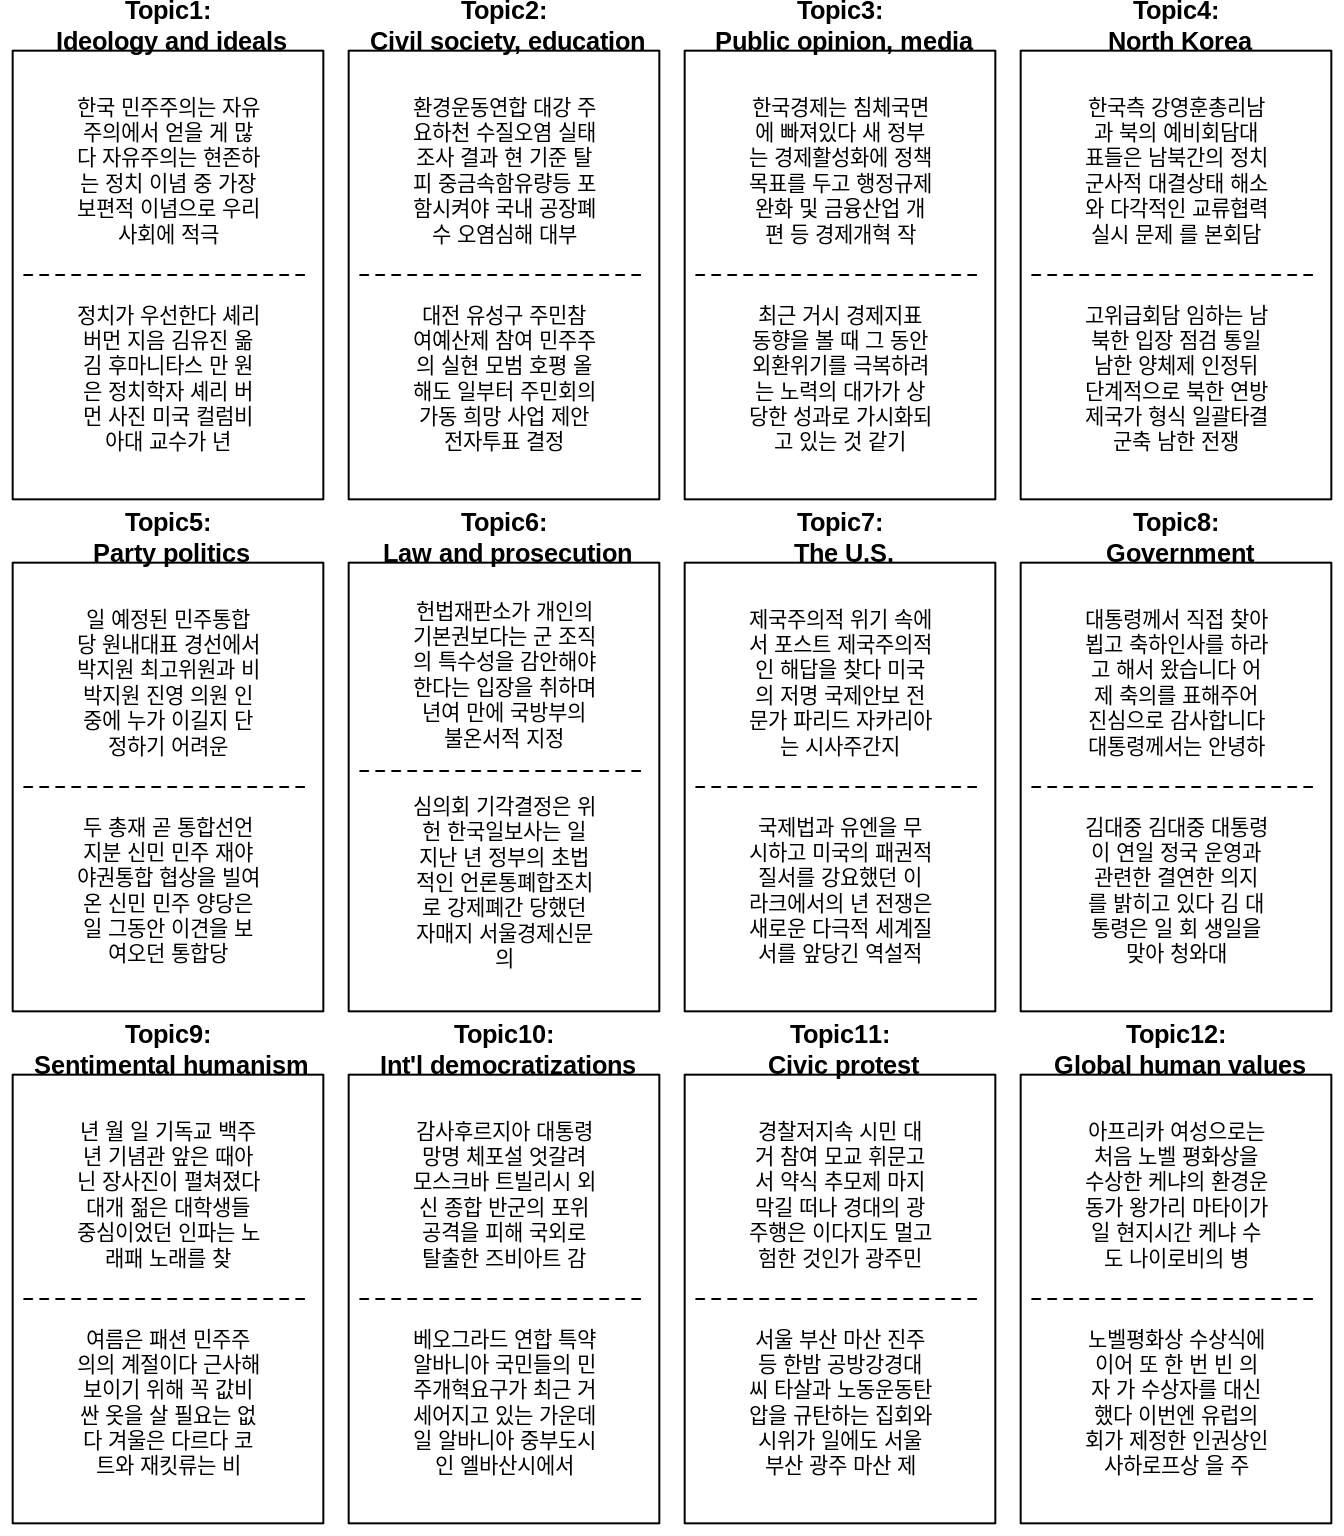 Topic1:
Ideology and ideals
한국 민주주의는 자유
주의에서 얻을 게 많
다 자유주의는 현존하
는 정치 이념 중 가장
보편적 이념으로 우리
사회에 적극
정치가 우선한다 셰리
버먼 지음 김유진 옮
김 후마니타스 만 원
은 정치학자 셰리 버
먼 사진 미국 컬럼비
아대 교수가 년
Topic2:
Civil society, education
환경운동연합 대강 주
요하천 수질오염 실태
조사 결과 현 기준 탈
피 중금속함유량등 포
함시켜야 국내 공장폐
수 오염심해 대부
대전 유성구 주민참
여예산제 참여 민주주
의 실현 모범 호평 올
해도 일부터 주민회의
가동 희망 사업 제안
전자투표 결정
Topic3:
Public opinion, media
한국경제는 침체국면
에 빠져있다 새 정부
는 경제활성화에 정책
목표를 두고 행정규제
완화 및 금융산업 개
편 등 경제개혁 작
최근 거시 경제지표
동향을 볼 때 그 동안
외환위기를 극복하려
는 노력의 대가가 상
당한 성과로 가시화되
고 있는 것 같기
Topic4:
North Korea
한국측 강영훈총리남
과 북의 예비회담대
표들은 남북간의 정치
군사적 대결상태 해소
와 다각적인 교류협력
실시 문제 를 본회담
고위급회담 임하는 남
북한 입장 점검 통일
남한 양체제 인정뒤
단계적으로 북한 연방
제국가 형식 일괄타결
군축 남한 전쟁
Topic5:
Party politics
일 예정된 민주통합
당 원내대표 경선에서
박지원 최고위원과 비
박지원 진영 의원 인
중에 누가 이길지 단
정하기 어려운
두 총재 곧 통합선언
지분 신민 민주 재야
야권통합 협상을 빌여
온 신민 민주 양당은
일 그동안 이견을 보
여오던 통합당
Topic6:
Law and prosecution
헌법재판소가 개인의
기본권보다는 군 조직
의 특수성을 감안해야
한다는 입장을 취하며
년여 만에 국방부의
불온서적 지정
심의회 기각결정은 위
헌 한국일보사는 일
지난 년 정부의 초법
적인 언론통폐합조치
로 강제폐간 당했던
자매지 서울경제신문
의
Topic7:
The U.S.
제국주의적 위기 속에
서 포스트 제국주의적
인 해답을 찾다 미국
의 저명 국제안보 전
문가 파리드 자카리아
는 시사주간지
국제법과 유엔을 무
시하고 미국의 패권적
질서를 강요했던 이
라크에서의 년 전쟁은
새로운 다극적 세계질
서를 앞당긴 역설적
Topic8:
Government
대통령께서 직접 찾아
뵙고 축하인사를 하라
고 해서 왔습니다 어
제 축의를 표해주어
진심으로 감사합니다
대통령께서는 안녕하
김대중 김대중 대통령
이 연일 정국 운영과
관련한 결연한 의지
를 밝히고 있다 김 대
통령은 일 회 생일을
맞아 청와대
Topic9:
Sentimental humanism
년 월 일 기독교 백주
년 기념관 앞은 때아
닌 장사진이 펼쳐졌다
대개 젊은 대학생들
중심이었던 인파는 노
래패 노래를 찾
여름은 패션 민주주
의의 계절이다 근사해
보이기 위해 꼭 값비
싼 옷을 살 필요는 없
다 겨울은 다르다 코
트와 재킷류는 비
Topic10:
Int'l democratizations
감사후르지아 대통령
망명 체포설 엇갈려
모스크바 트빌리시 외
신 종합 반군의 포위
공격을 피해 국외로
탈출한 즈비아트 감
베오그라드 연합 특약
알바니아 국민들의 민
주개혁요구가 최근 거
세어지고 있는 가운데
일 알바니아 중부도시
인 엘바산시에서
Topic11:
Civic protest
경찰저지속 시민 대
거 참여 모교 휘문고
서 약식 추모제 마지
막길 떠나 경대의 광
주행은 이다지도 멀고
험한 것인가 광주민
서울 부산 마산 진주
등 한밤 공방강경대
씨 타살과 노동운동탄
압을 규탄하는 집회와
시위가 일에도 서울
부산 광주 마산 제
Topic12:
Global human values
아프리카 여성으로는
처음 노벨 평화상을
수상한 케냐의 환경운
동가 왕가리 마타이가
일 현지시간 케냐 수
도 나이로비의 병
노벨평화상 수상식에
이어 또 한 번 빈 의
자 가 수상자를 대신
했다 이번엔 유럽의
회가 제정한 인권상인
사하로프상 을 주